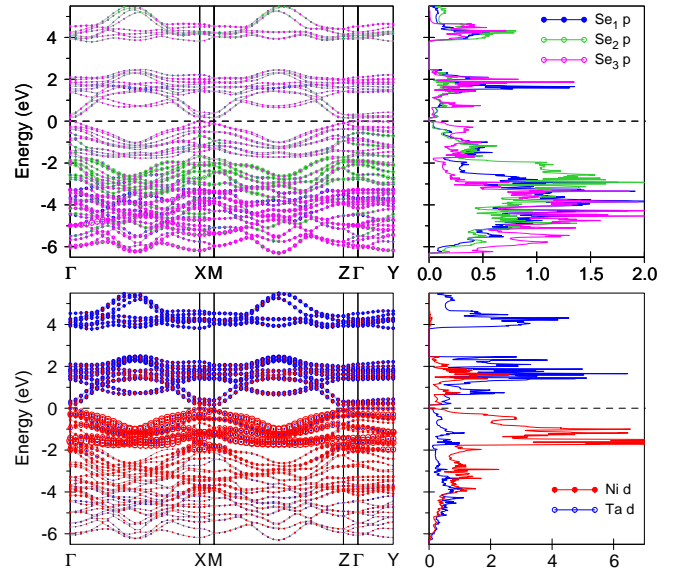 Energy (eV)
4
2
0
-2
-4
-6
Γ
X
M
Z
Γ
Y
Se1 p
Se2 p
Se3 p
0.0
0.5
1.0
1.5
2.0
Energy (eV)
4
2
0
-2
-4
-6
Γ
X
M
Z
Γ
Y
Ni d
Ta d
0
2
4
6